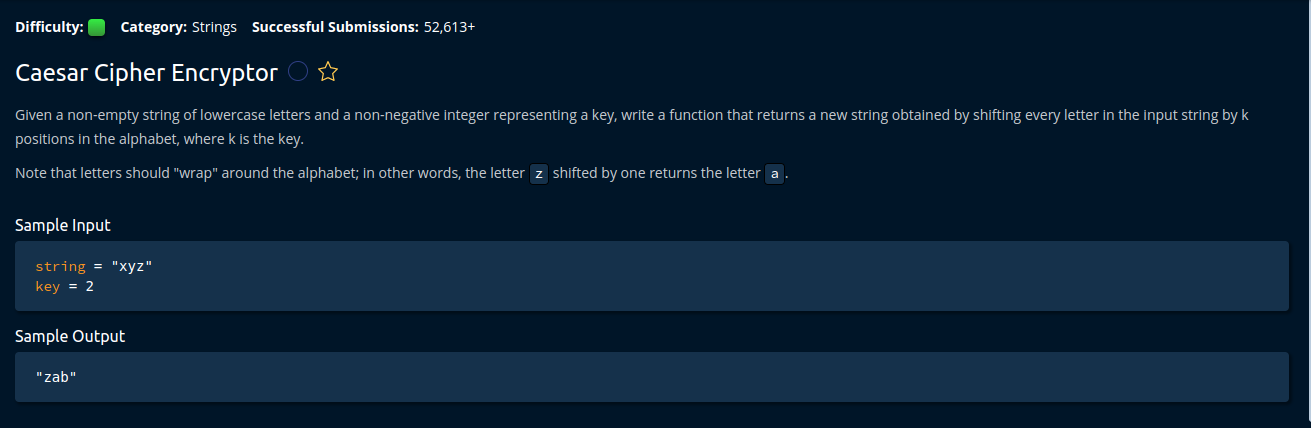 Difficulty: Category: Strings Successful Submissions: 52,613+
Caesar Cipher Encryptor
Given a non-empty string of lowercase letters and a non-negative integer representing a key, write a function that returns a new string obtained by shifting every letter in the input string by k
positions in the alphabet, where k is the key.
Note that letters should "wrap" around the alphabet; in other words, the letter z shifted by one returns the letter a .
Sample Input
string = "xyz"
key = 2
Sample Output
"zab"